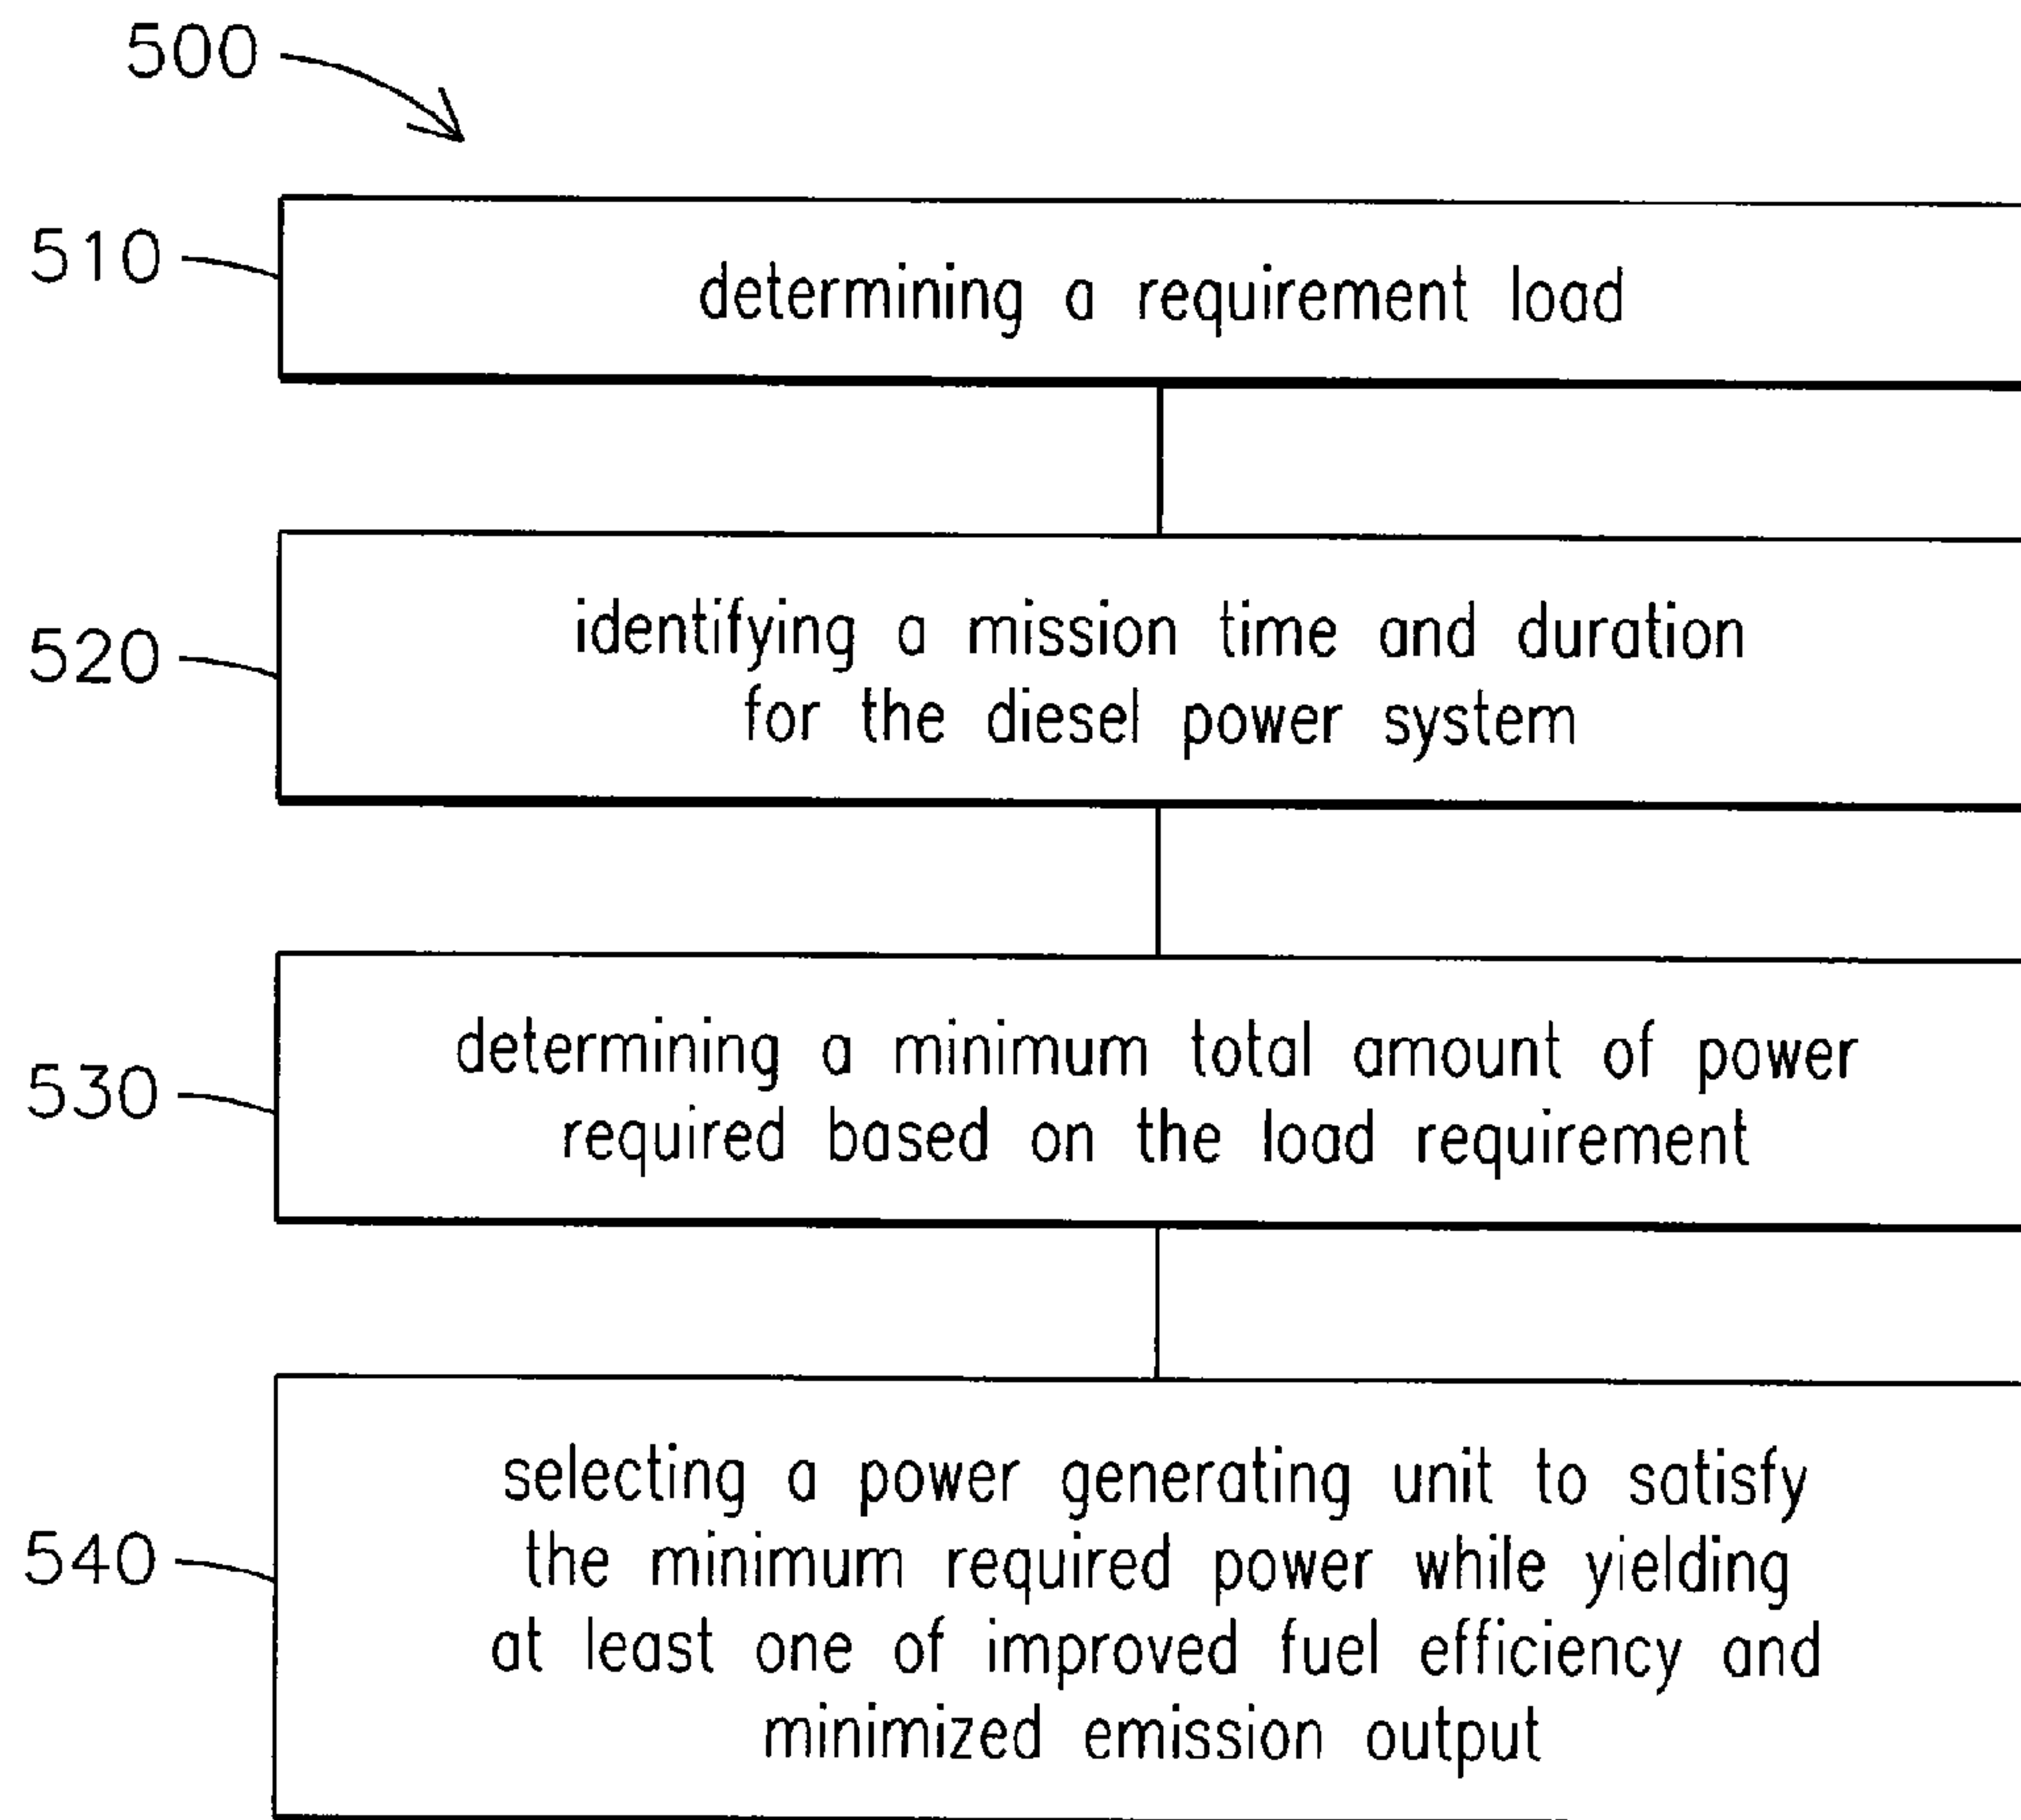 500
510
determining a requirement load
520
identifying a mission time and duration
for the diesel power system
530
determining a minimum total amount of power
required based on the load requirement
540
selecting a power generating unit to satisfy
the minimum required power while yielding
at least one of improved fuel efficiency and
minimized emission output